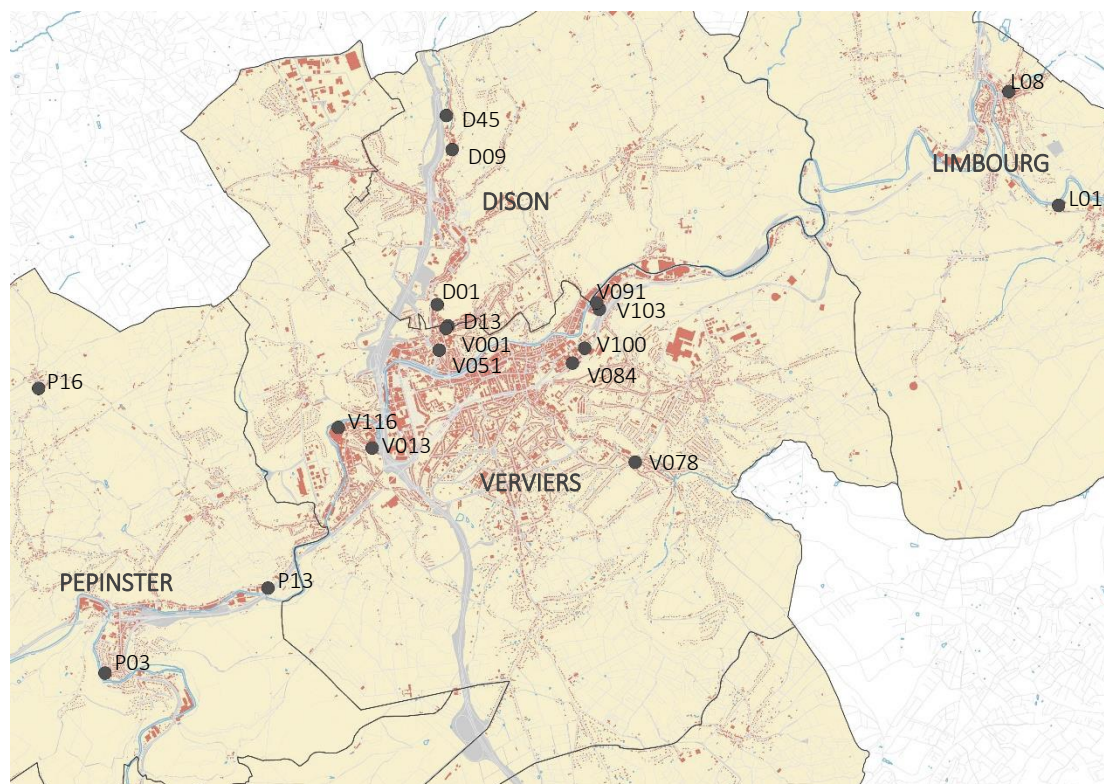 L08
D45
D09
LIMBOURG
DISON
L01
D01
V091
V103
D13
V001
V100
V051
V084
P16
V116
V013
V078
VERVIERS
PEPINSTER
P13
P03